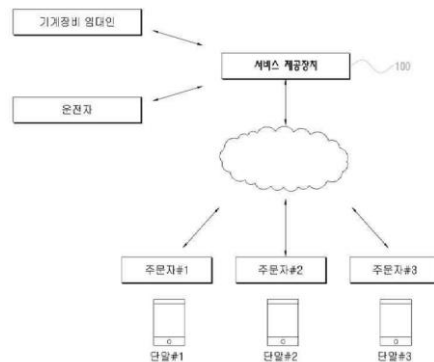 기계장비 임대인
서비스 제공장치
100
운전자
주문자#1
주문자#2
주문자#3
단말#1
단말#2
단말#3